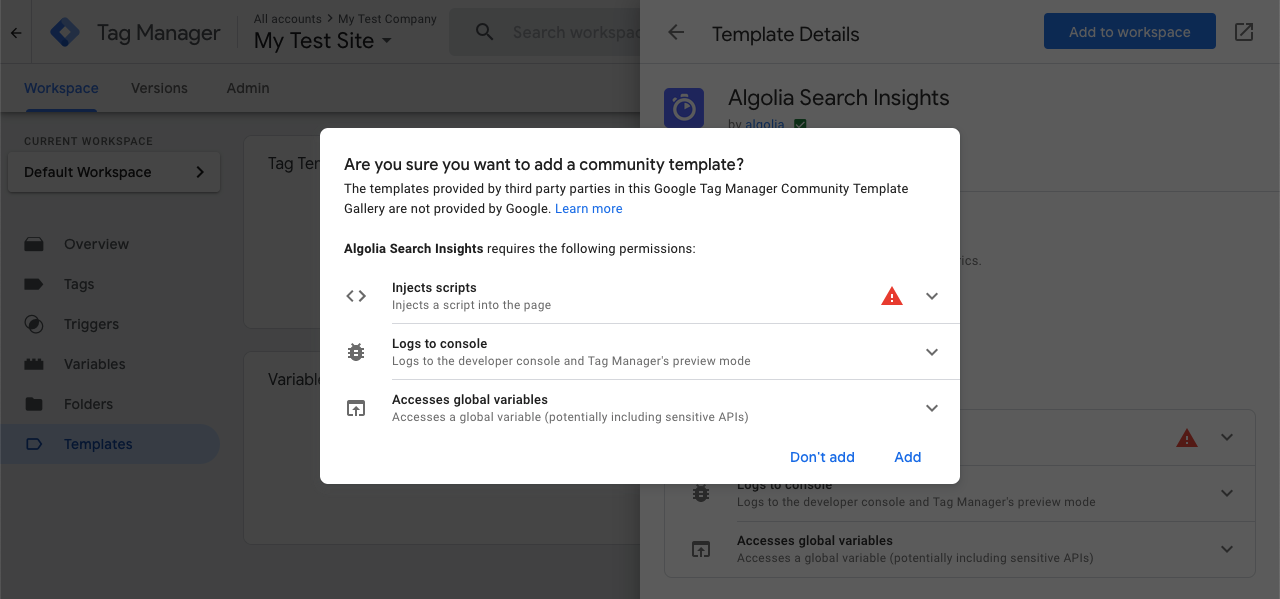 Tag Manager
All accounts > My Test Company
My Test Site
Search workspac
Template Details
Add to workspace
Workspace
Versions
Admin
Algolia Search Insights
by algolia
CURRENT WORKSPACE
Default Workspace
Tag Ter
Overview
Tags
Triggers
Variables
Folders
Templates
Variable
Are you sure you want to add a community template?
The templates provided by third party parties in this Google Tag Manager Community Template
Gallery are not provided by Google. Learn more
Algolia Search Insights requires the following permissions:
Injects scripts
Injects a script into the page
Logs to console
Logs to the developer console and Tag Manager's preview mode
Accesses global variables
Accesses a global variable (potentially including sensitive APIs)
Don't add
Add
rics.
Logs to console
Logs to the developer console and Tag Manager's preview mode
Accesses global variables
Accesses a global variable (potentially including sensitive APIs)